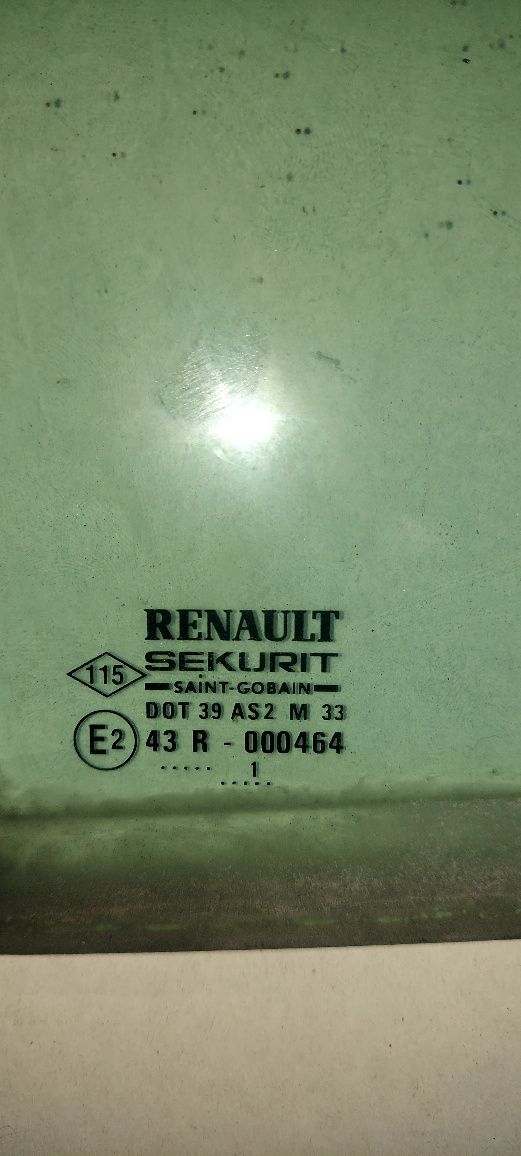 RENAULT
115 SEKURIT
SAINT-GOBAIN
DOT 39 AS2 M 33
E2 43 R - 000464
..... 1
.....